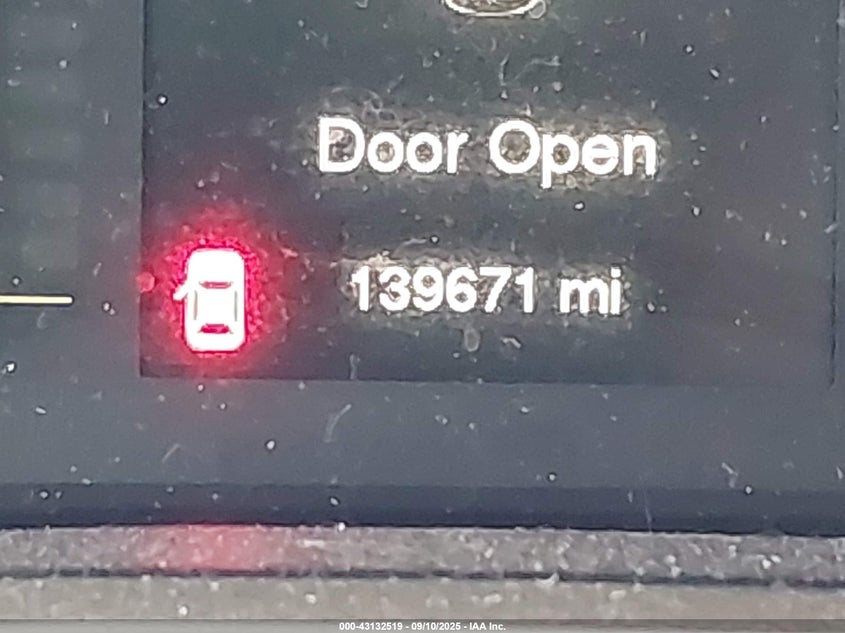 Door Open
139671 mi
000-43132519 - 09/10/2025 - IAA Inc.